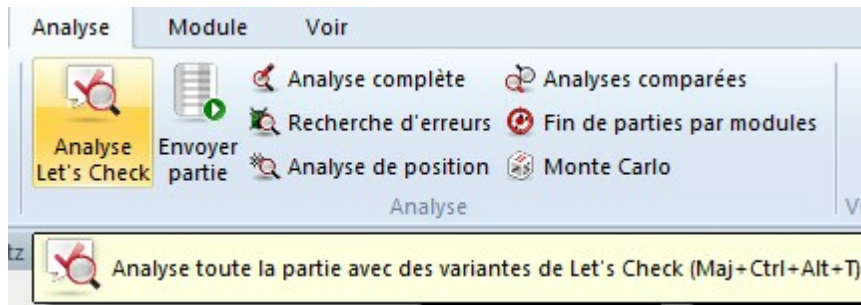 Analyse Module Voir
Analyse Let's Check
Envoyer partie
Analyse complète
Recherche d'erreurs
Analyse de position
Analyses comparées
Fin de parties par modules
Monte Carlo
Analyse
tz
Analyse toute la partie avec des variantes de Let's Check (Maj+Ctrl+Alt+T)